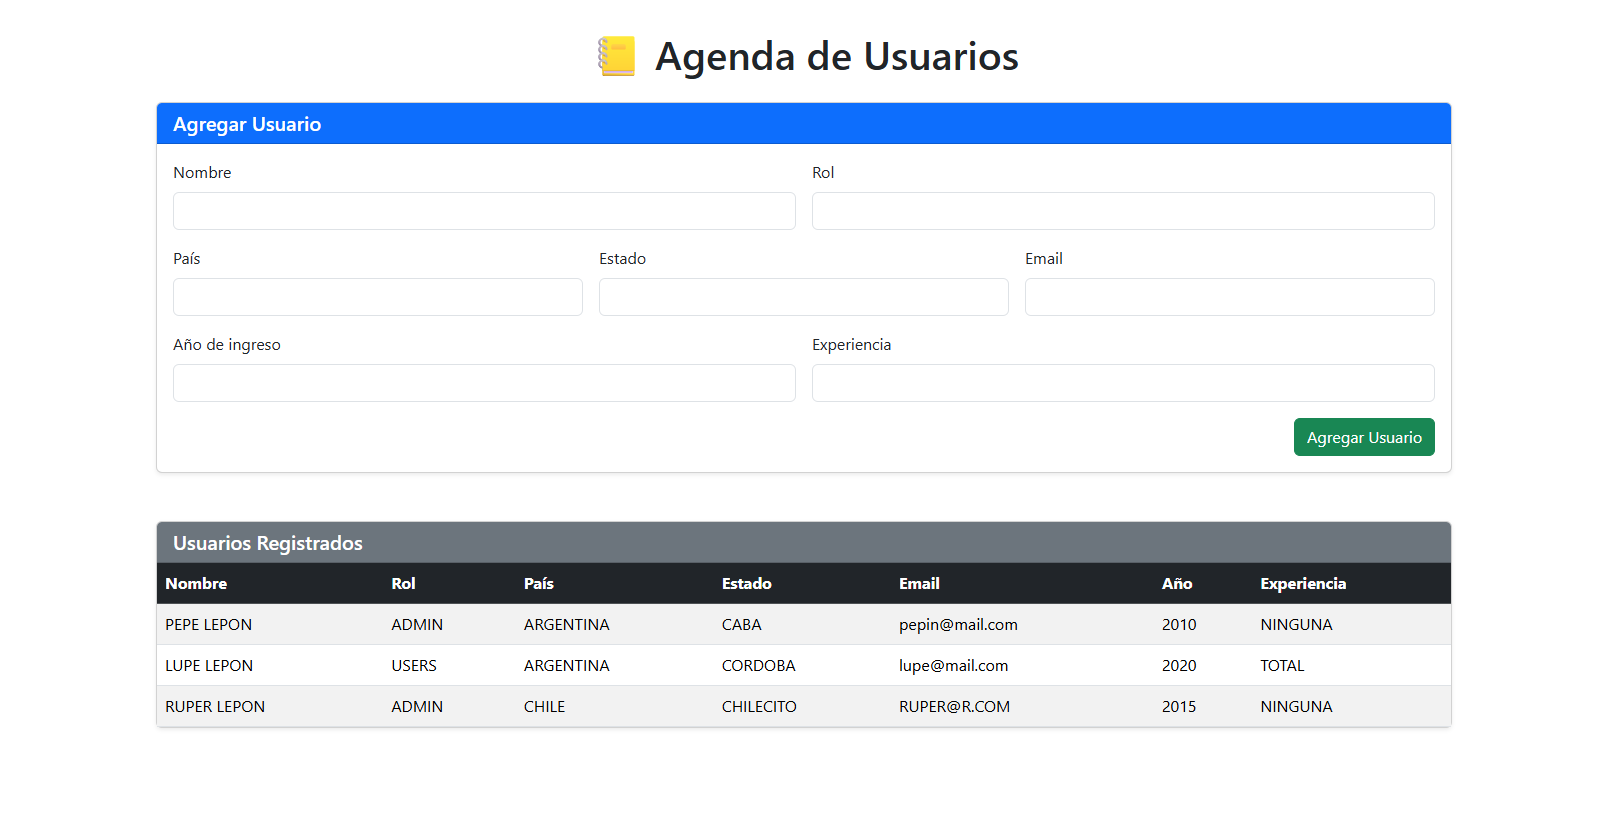 Agenda de Usuarios
Agregar Usuario
Nombre Rol
País Estado Email
Año de ingreso Experiencia
Agregar Usuario
Usuarios Registrados
Nombre Rol País Estado Email Año Experiencia
PEPE LEPON ADMIN ARGENTINA CABA pepin@mail.com 2010 NINGUNA
LUPE LEPON USERS ARGENTINA CORDOBA lupe@mail.com 2020 TOTAL
RUPER LEPON ADMIN CHILE CHILECITO RUPER@R.COM 2015 NINGUNA